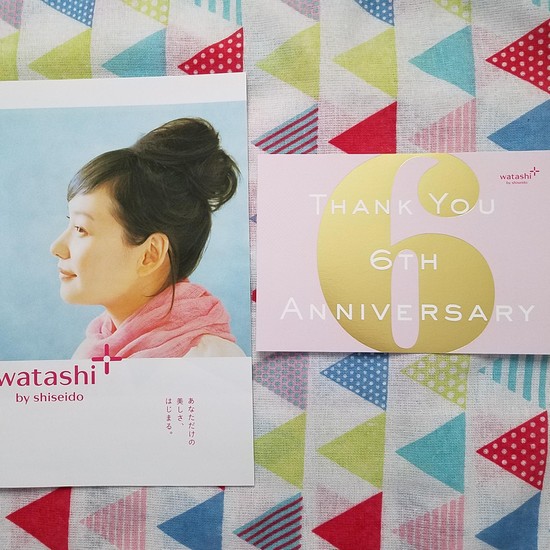 watashi+
by shiseido
あなただけの
美しさ、
はじまる。
watashi+
by shiseido
THANK YOU
6
6TH
ANNIVERSARY